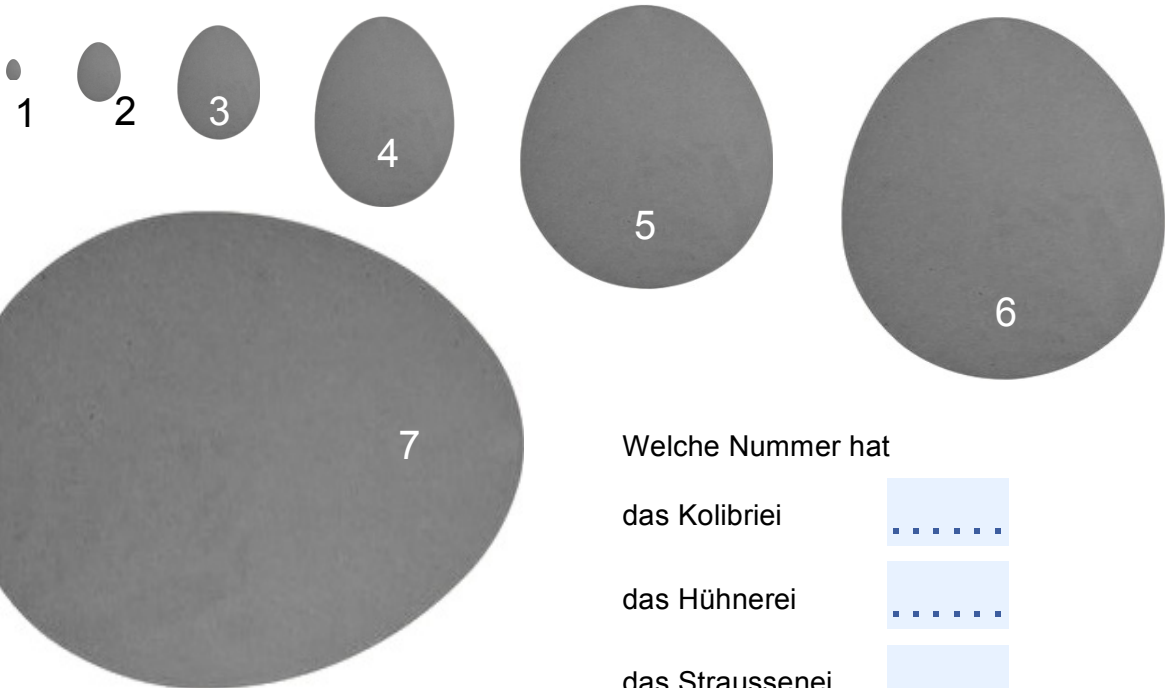 1
2
3
4
5
6
7
Welche Nummer hat
das Kolibriei ......
das Hühnerei ......
das Straussenei